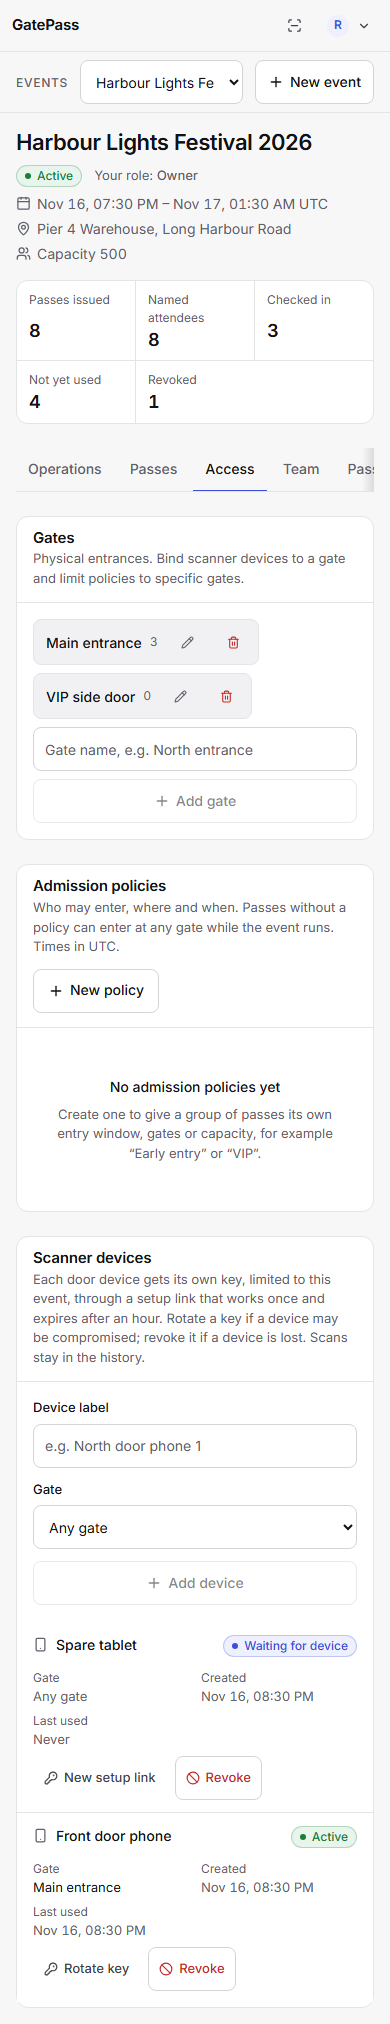 GatePass
R
EVENTS
Harbour Lights Fe
New event
Harbour Lights Festival 2026
Active
Your role: Owner
Nov 16, 07:30 PM – Nov 17, 01:30 AM UTC
Pier 4 Warehouse, Long Harbour Road
Capacity 500
Passes issued
8
Named
attendees
8
Checked in
3
Not yet used
4
Revoked
1
Operations
Passes
Access
Team
Pas
Gates
Physical entrances. Bind scanner devices to a gate
and limit policies to specific gates.
Main entrance 3
VIP side door 0
Gate name, e.g. North entrance
Add gate
Admission policies
Who may enter, where and when. Passes without a
policy can enter at any gate while the event runs.
Times in UTC.
New policy
No admission policies yet
Create one to give a group of passes its own
entry window, gates or capacity, for example
“Early entry” or “VIP”.
Scanner devices
Each door device gets its own key, limited to this
event, through a setup link that works once and
expires after an hour. Rotate a key if a device may
be compromised; revoke it if a device is lost. Scans
stay in the history.
Device label
e.g. North door phone 1
Gate
Any gate
Add device
Spare tablet
Waiting for device
Gate
Any gate
Created
Nov 16, 08:30 PM
Last used
Never
New setup link
Revoke
Front door phone
Active
Gate
Main entrance
Created
Nov 16, 08:30 PM
Last used
Nov 16, 08:30 PM
Rotate key
Revoke